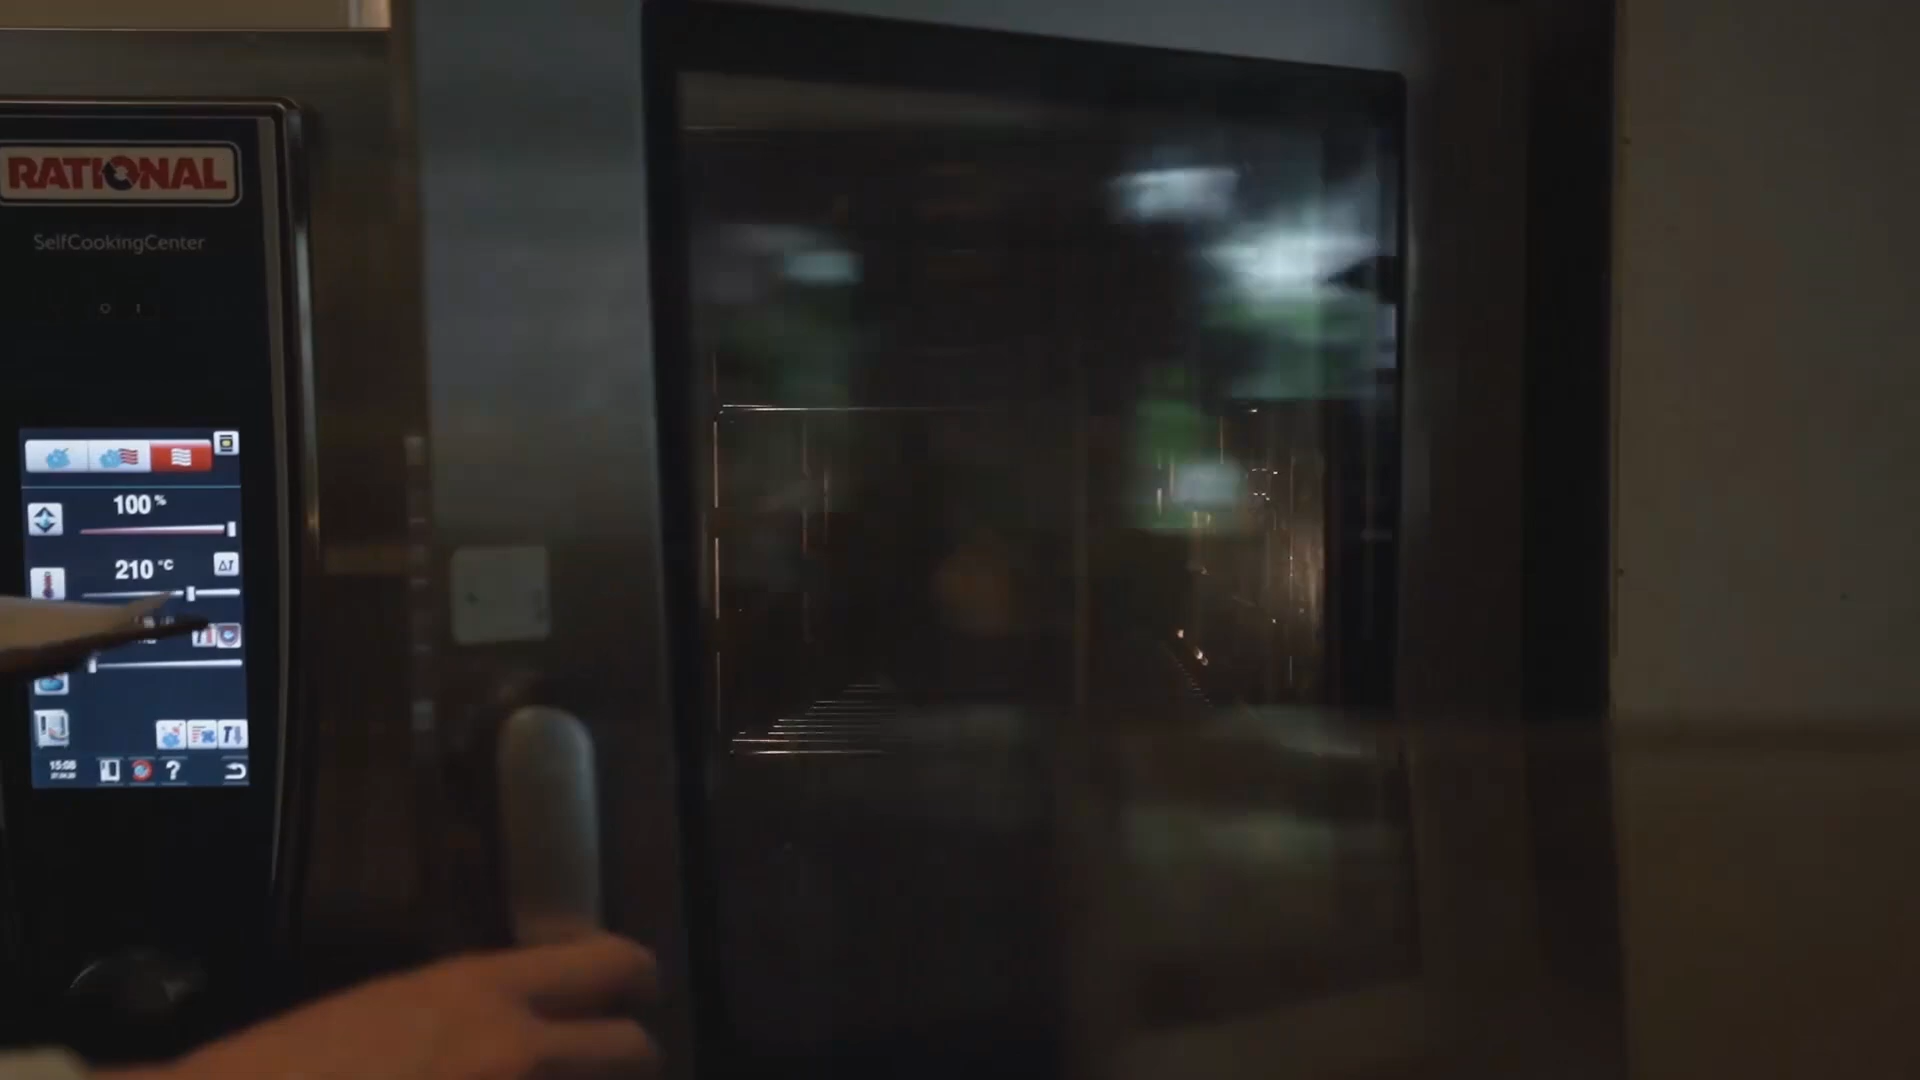 RATIONAL
SelfCookingCenter
100 %
210 °C
ΔT
15:08
?